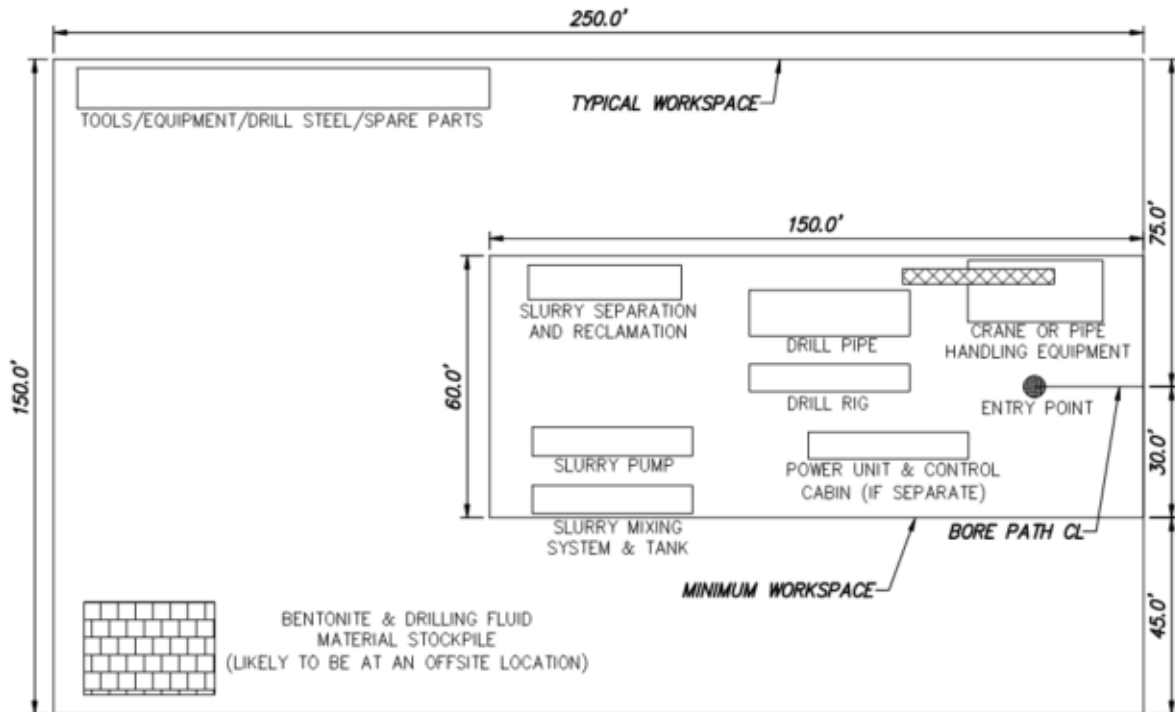 250.0'
TYPICAL WORKSPACE
TOOLS/EQUIPMENT/DRILL STEEL/SPARE PARTS
150.0'
75.0'
150.0'
60.0'
SLURRY SEPARATION
AND RECLAMATION
DRILL PIPE
CRANE OR PIPE
HANDLING EQUIPMENT
DRILL RIG
ENTRY POINT
30.0'
SLURRY PUMP
POWER UNIT & CONTROL
CABIN (IF SEPARATE)
SLURRY MIXING
SYSTEM & TANK
BORE PATH CL
MINIMUM WORKSPACE
45.0'
BENTONITE & DRILLING FLUID
MATERIAL STOCKPILE
(LIKELY TO BE AT AN OFFSITE LOCATION)